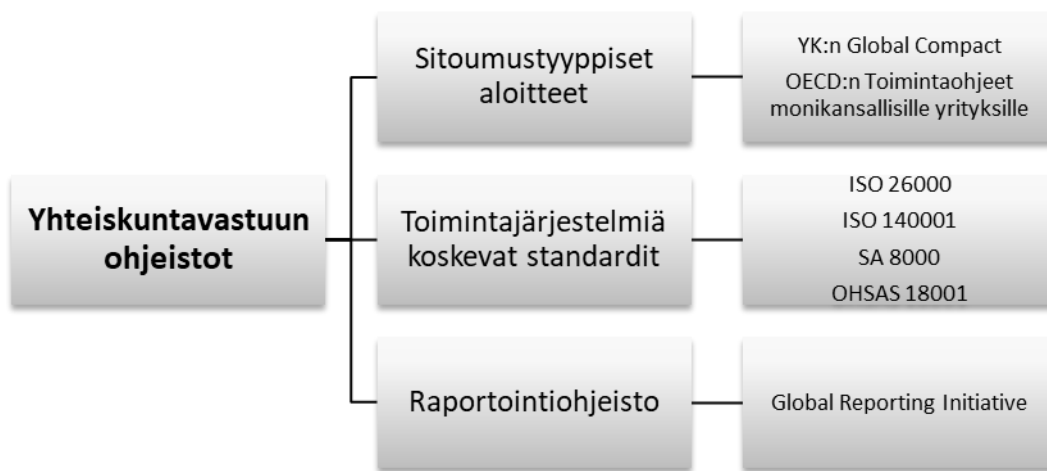 Yhteiskuntavastuun
ohjeistot
Sitoumustyyppiset
aloitteet
YK:n Global Compact
OECD:n Toimintaohjeet
monikansallisille yrityksille
Toimintajärjestelmiä
koskevat standardit
ISO 26000
ISO 140001
SA 8000
OHSAS 18001
Raportointiohjeisto
Global Reporting Initiative